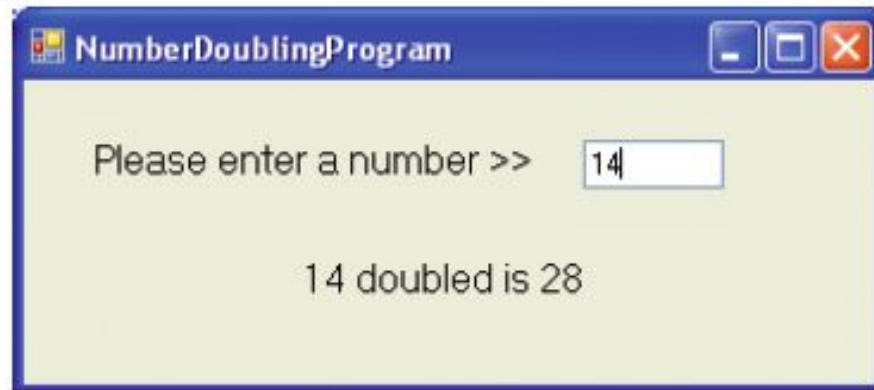 NumberDoublingProgram
Please enter a number >> 14
14 doubled is 28